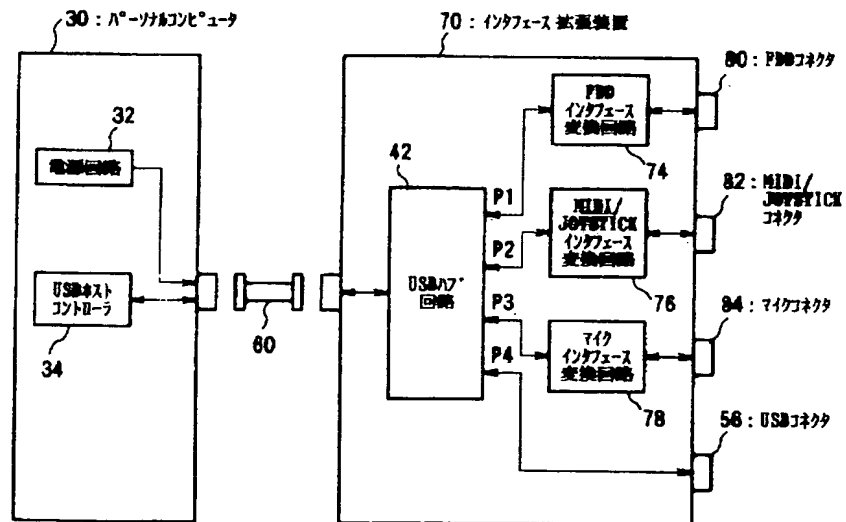 30：ﾊﾟｰｿﾅﾙｺﾝﾋﾟｭｰﾀ
70：ｲﾝﾀﾌｪｰｽ拡張装置
80：FDDｺﾈｸﾀ
FDD
ｲﾝﾀﾌｪｰｽ
変換回路
32
電源回路
42
74
P1
82：MIDI/
JOYSTICK
ｺﾈｸﾀ
MIDI/
JOYSTICK
ｲﾝﾀﾌｪｰｽ
変換回路
P2
USBﾊﾌﾞ
回路
USBホスト
コントローラ
34
60
76
P3
84：ﾏｲｸｺﾈｸﾀ
マイク
ｲﾝﾀﾌｪｰｽ
変換回路
P4
78
56：USBｺﾈｸﾀ